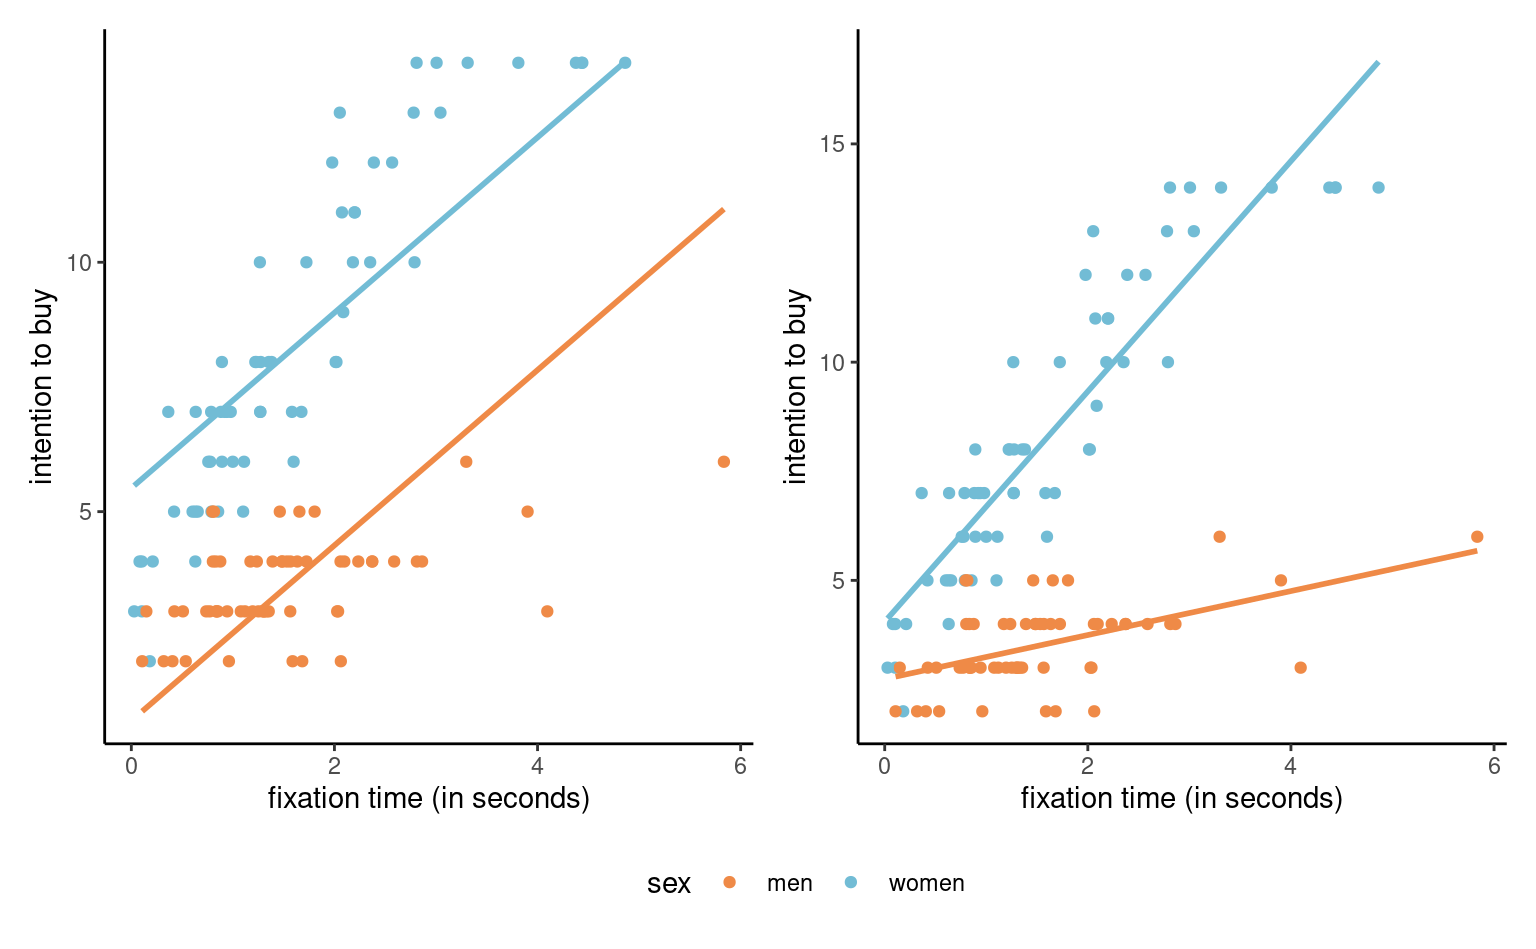 10
5
intention to buy
0 2 4 6
fixation time (in seconds)
15
10
5
intention to buy
0 2 4 6
fixation time (in seconds)
sex men women